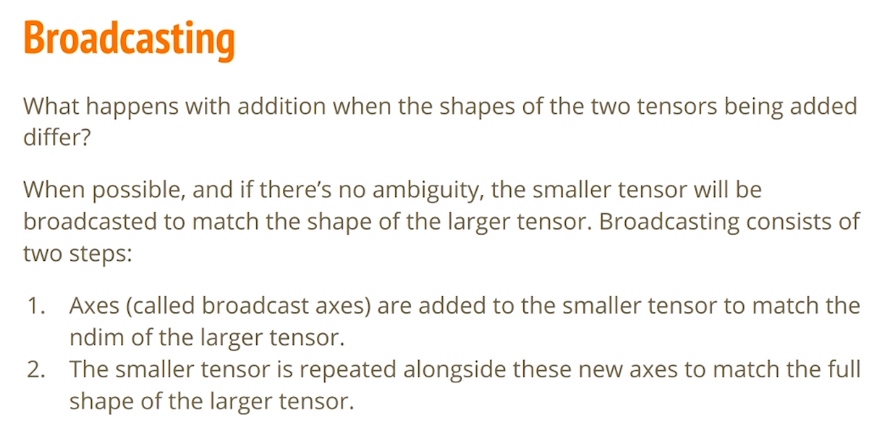 Broadcasting
What happens with addition when the shapes of the two tensors being added
differ?
When possible, and if there’s no ambiguity, the smaller tensor will be
broadcasted to match the shape of the larger tensor. Broadcasting consists of
two steps:
1. Axes (called broadcast axes) are added to the smaller tensor to match the
ndim of the larger tensor.
2. The smaller tensor is repeated alongside these new axes to match the full
shape of the larger tensor.